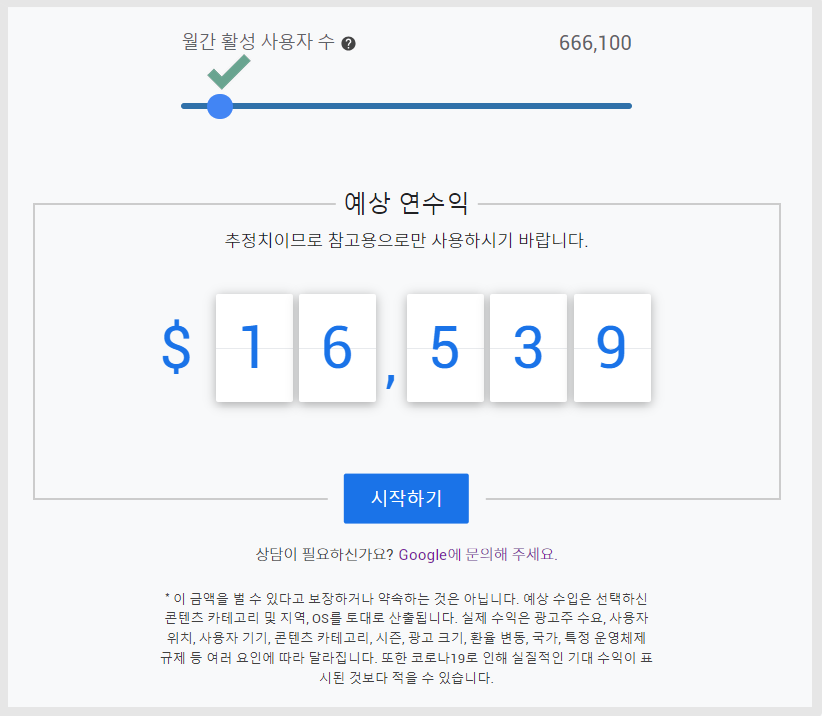 월간 활성 사용자 수 ?
666,100
예상 연수익
추정치이므로 참고용으로만 사용하시기 바랍니다.
$ 16,539
시작하기
상담이 필요하신가요? Google에 문의해 주세요.
* 이 금액을 벌 수 있다고 보장하거나 약속하는 것은 아닙니다. 예상 수입은 선택하신
콘텐츠 카테고리 및 지역, OS를 토대로 산출됩니다. 실제 수익은 광고주 수요, 사용자
위치, 사용자 기기, 콘텐츠 카테고리, 시즌, 광고 크기, 환율 변동, 국가, 특정 운영체제
규제 등 여러 요인에 따라 달라집니다. 또한 코로나19로 인해 실질적인 기대 수익이 표
시된 것보다 적을 수 있습니다.